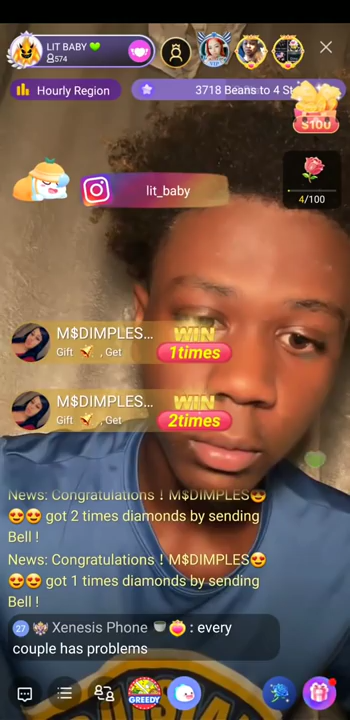 LIT BABY 💚
574
VIP
Hourly Region
3718 Beans to 4 St
$100
lit_baby
4/100
M$DIMPLES... WIN
Gift , Get 1times
M$DIMPLES... WIN
Gift , Get 2times
News: Congratulations ! M$DIMPLES😍
😍😍 got 2 times diamonds by sending
Bell !
News: Congratulations ! M$DIMPLES😍
😍😍 got 1 times diamonds by sending
Bell !
27 Xenesis Phone : every
couple has problems
GREEDY